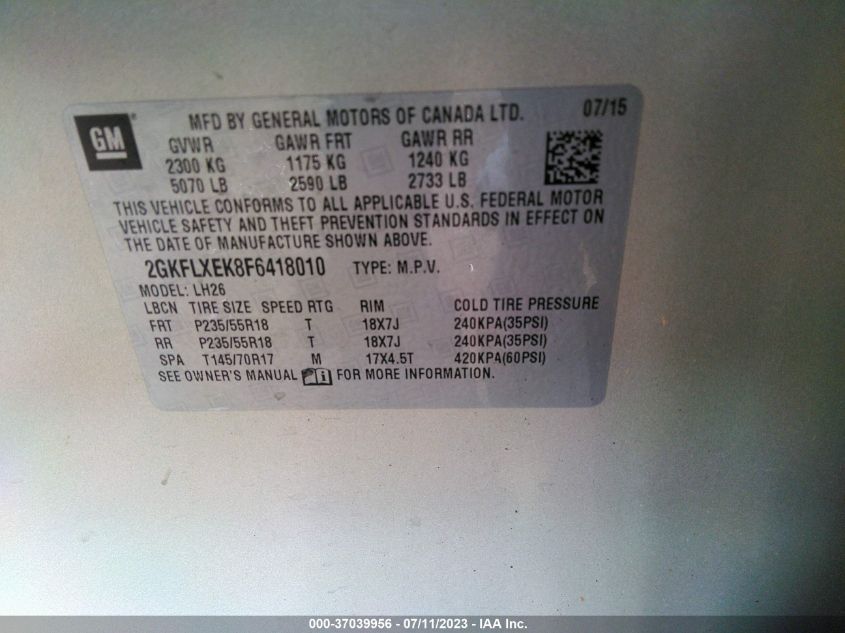 GM
MFD BY GENERAL MOTORS OF CANADA LTD. 07/15
GVWR GAWR FRT GAWR RR
2300 KG 1175 KG 1240 KG
5070 LB 2590 LB 2733 LB
THIS VEHICLE CONFORMS TO ALL APPLICABLE U.S. FEDERAL MOTOR
VEHICLE SAFETY AND THEFT PREVENTION STANDARDS IN EFFECT ON
THE DATE OF MANUFACTURE SHOWN ABOVE.
2GKFLXEK8F6418010 TYPE: M.P.V.
MODEL: LH26
LBCN TIRE SIZE SPEED RTG RIM COLD TIRE PRESSURE
FRT P235/55R18 T 18X7J 240KPA(35PSI)
RR P235/55R18 T 18X7J 240KPA(35PSI)
SPA T145/70R17 M 17X4.5T 420KPA(60PSI)
SEE OWNER'S MANUAL FOR MORE INFORMATION.
000-37039956 - 07/11/2023 - IAA Inc.